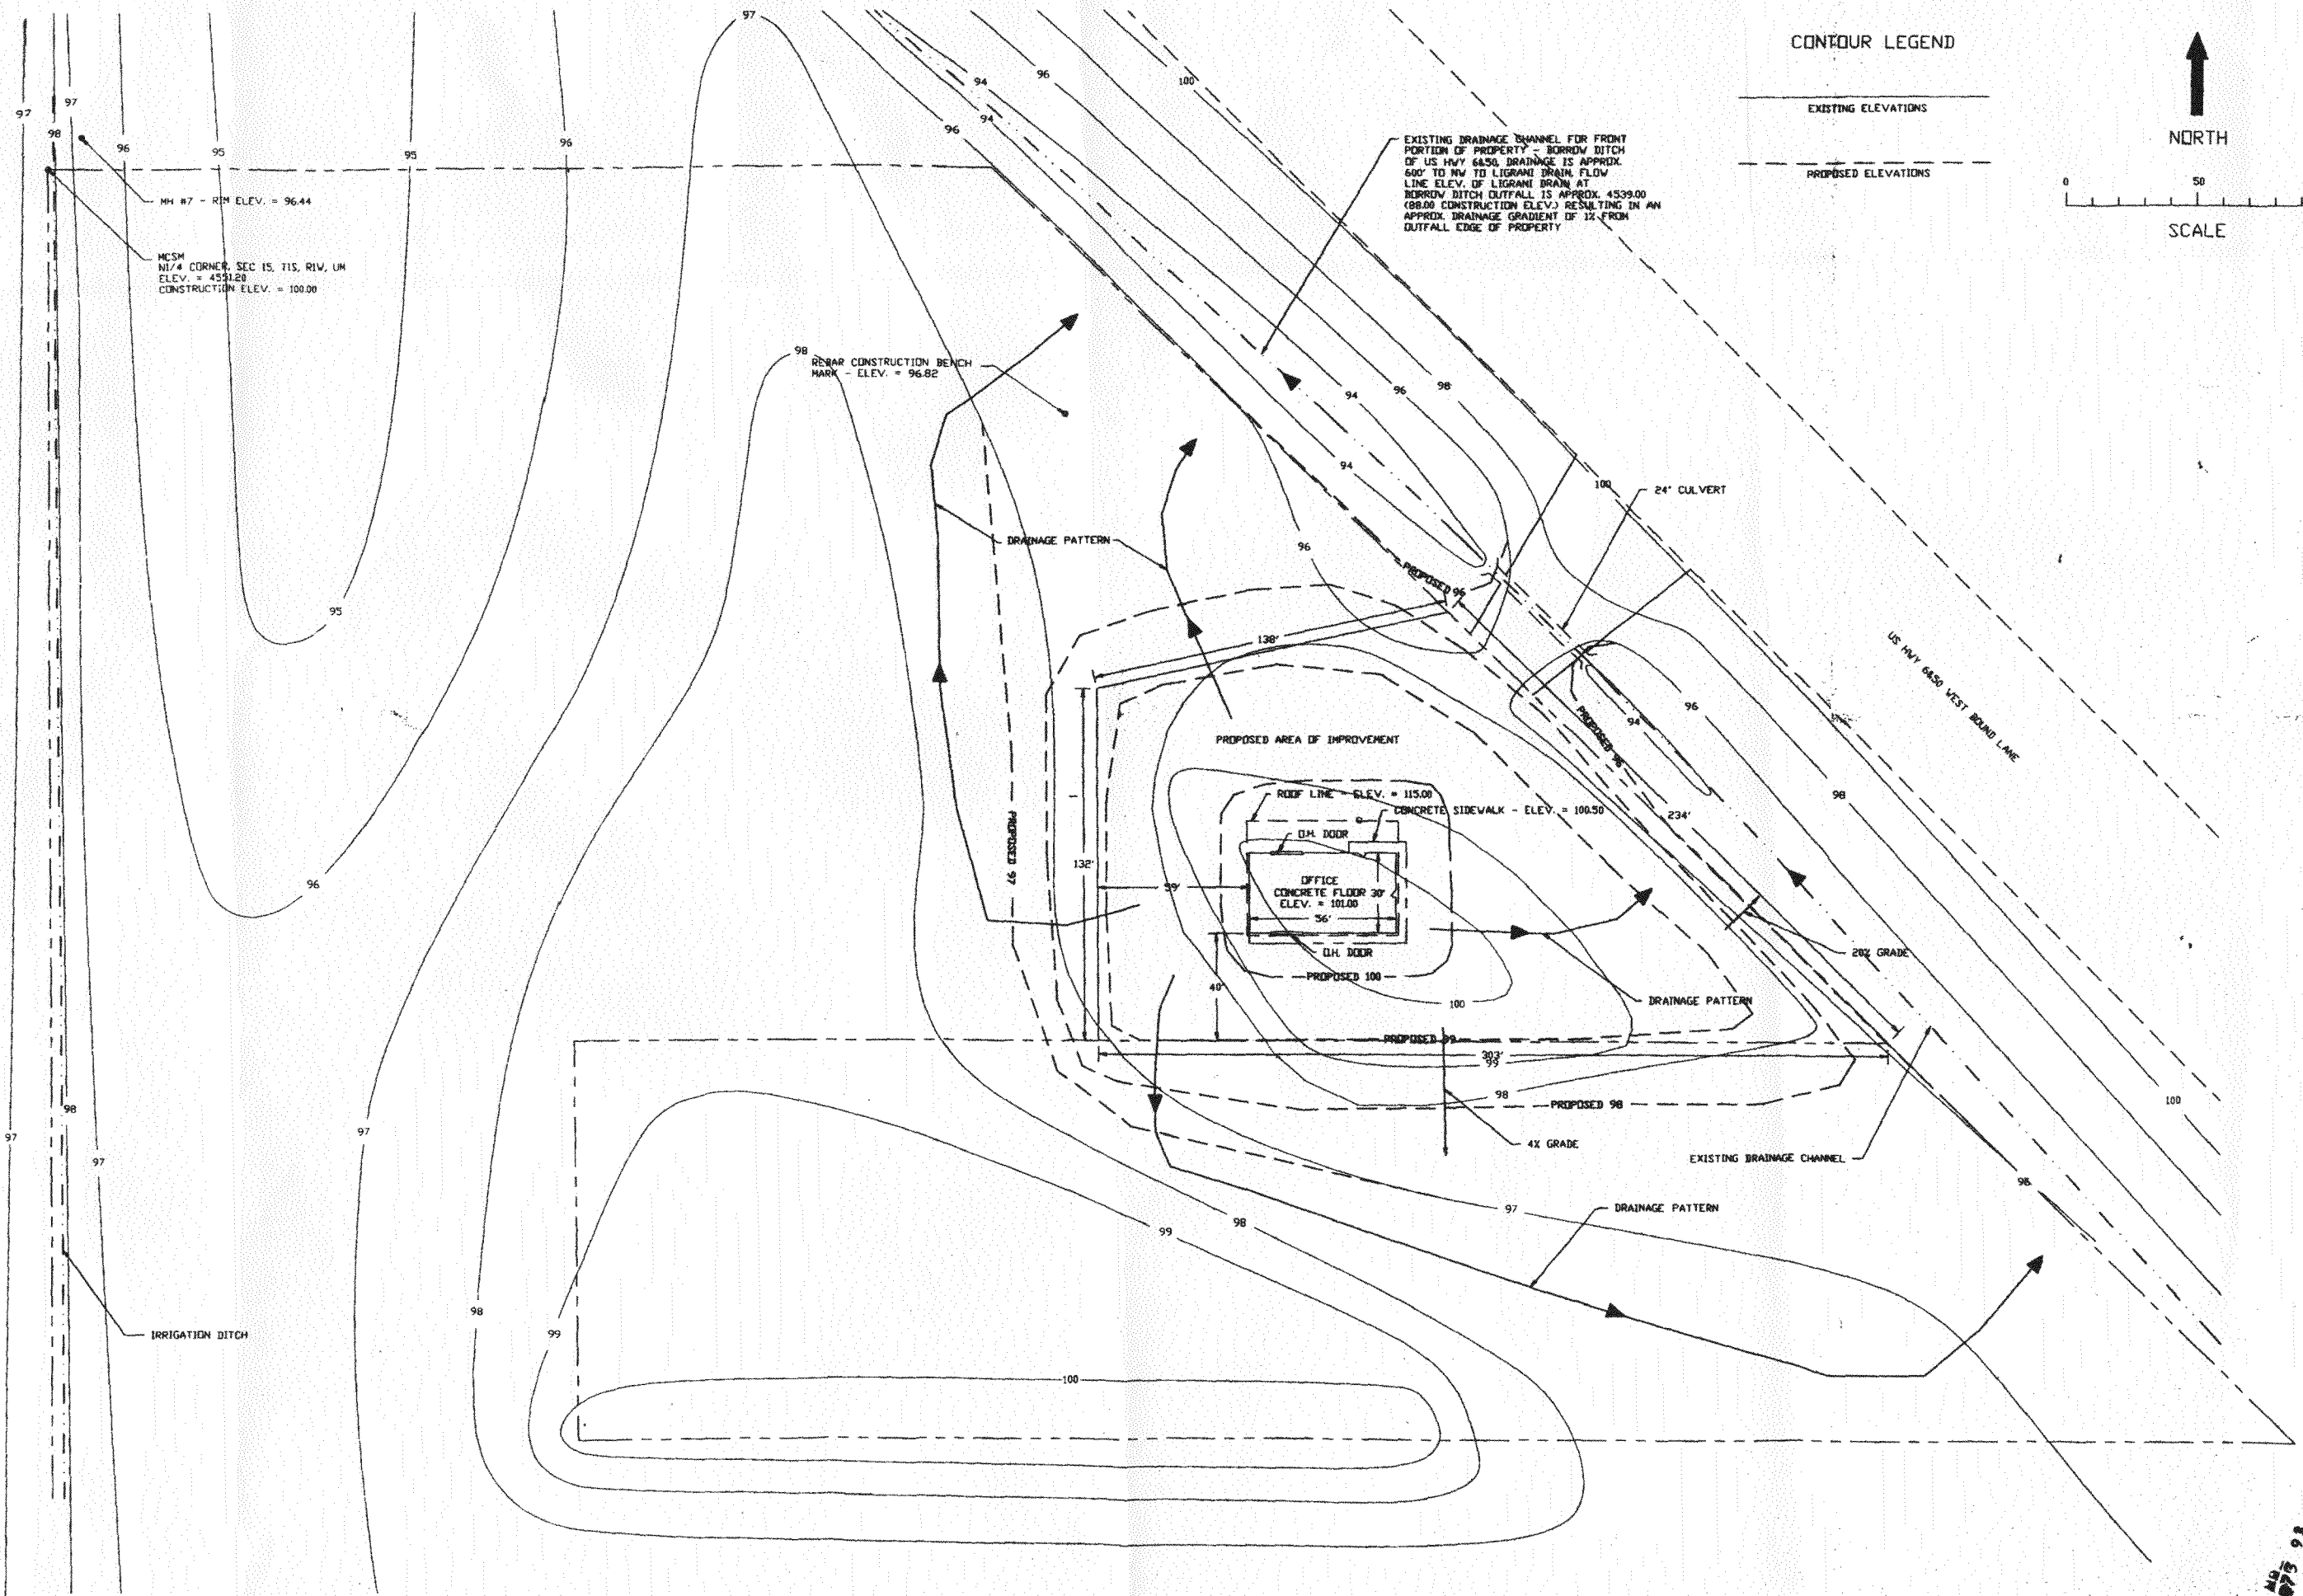 CONTOUR LEGEND
EXISTING ELEVATIONS
PROPOSED ELEVATIONS
NORTH
0 50
SCALE
EXISTING DRAINAGE CHANNEL FOR FRONT
PORTION OF PROPERTY - BORROW DITCH
OF US HWY 6&50, DRAINAGE IS APPROX.
600' TO NW TO LIGRANI DRAIN, FLOW
LINE ELEV. OF LIGRANI DRAIN AT
BORROW DITCH OUTFALL IS APPROX. 4539.00
(88.00 CONSTRUCTION ELEV.) RESULTING IN AN
APPROX. DRAINAGE GRADIENT OF 1% FROM
OUTFALL EDGE OF PROPERTY
97
97
97
98
96
95
95
96
94
94
96
96
100
MH #7 - RIM ELEV. = 96.44
MCSM
N1/4 CORNER, SEC 15, T1S, R1W, UM
ELEV. = 4551.20
CONSTRUCTION ELEV. = 100.00
98
REBAR CONSTRUCTION BENCH
MARK - ELEV. = 96.82
94
96
98
94
100
24" CULVERT
DRAINAGE PATTERN
96
PROPOSED 96
95
138'
US HWY 6&50 WEST BOUND LANE
PROPOSED 96
94
96
PROPOSED AREA OF IMPROVEMENT
98
ROOF LINE - ELEV. = 115.00
CONCRETE SIDEWALK - ELEV. = 100.50
234'
O.H. DOOR
PROPOSED 97
132'
59'
OFFICE
CONCRETE FLOOR 30'
ELEV. = 101.00
56'
96
O.H. DOOR
20% GRADE
PROPOSED 100
40'
100
DRAINAGE PATTERN
PROPOSED 99
303'
99
98
PROPOSED 98
100
98
97
97
97
4% GRADE
EXISTING DRAINAGE CHANNEL
98
97
DRAINAGE PATTERN
99
98
98
99
IRRIGATION DITCH
100